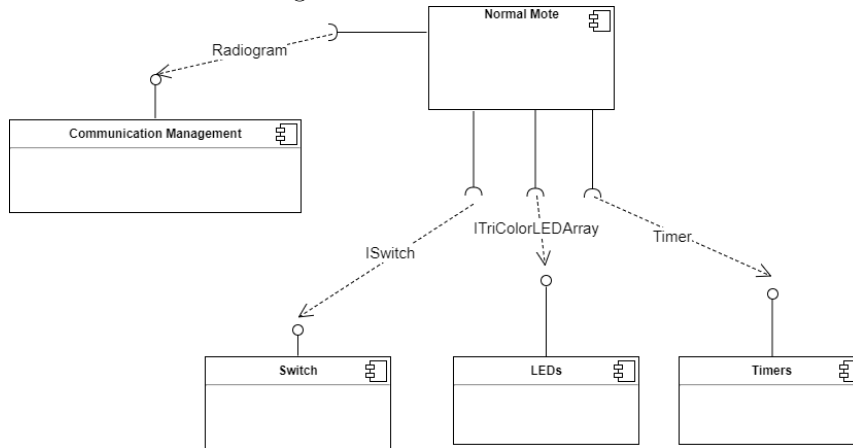 Normal Mote
Radiogram
Communication Management
ITriColorLEDArray
Timer
ISwitch
Switch
LEDs
Timers